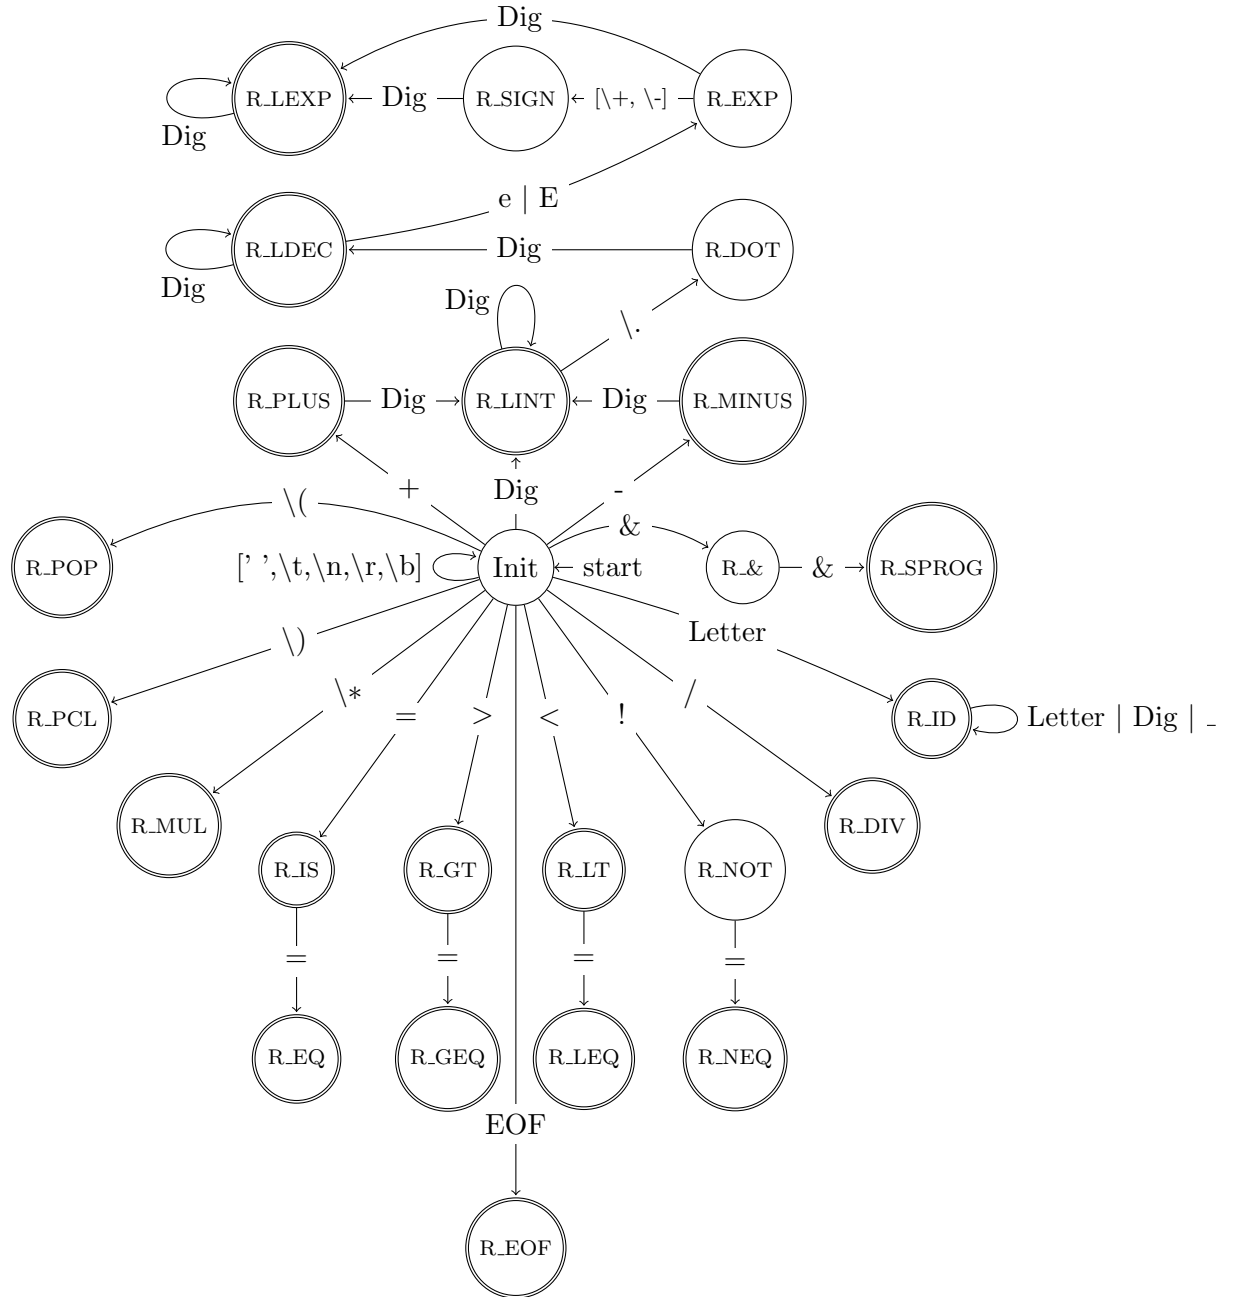 Dig
R_LEXP Dig R_SIGN [\+, \-] R_EXP
Dig
e | E
R_LDEC Dig R_DOT
Dig
Dig
\.
R_PLUS Dig R_LINT Dig R_MINUS
+ Dig -
\(
&
R_POP [' ',\t,\n,\r,\b] Init start R_& & R_SPROG
\) Letter
\* /
R_PCL = > < ! R_ID Letter | Dig | _
R_MUL R_DIV
R_IS R_GT R_LT R_NOT
= = = =
R_EQ R_GEQ R_LEQ R_NEQ
EOF
R_EOF